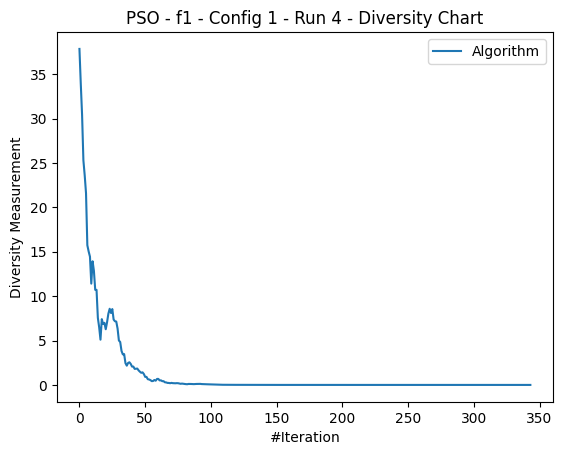 PSO - f1 - Config 1 - Run 4 - Diversity Chart
Algorithm
Diversity Measurement
35
30
25
20
15
10
5
0
0 50 100 150 200 250 300 350
#Iteration